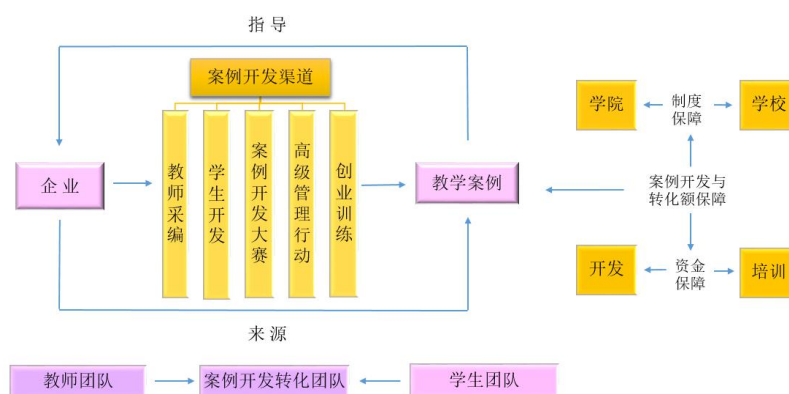 指导
案例开发渠道
企业
教师采编
学生开发
案例开发大赛
高级管理行动
创业训练
教学案例
来源
学院
制度
保障
学校
案例开发与
转化额保障
开发
资金
保障
培训
教师团队
案例开发转化团队
学生团队